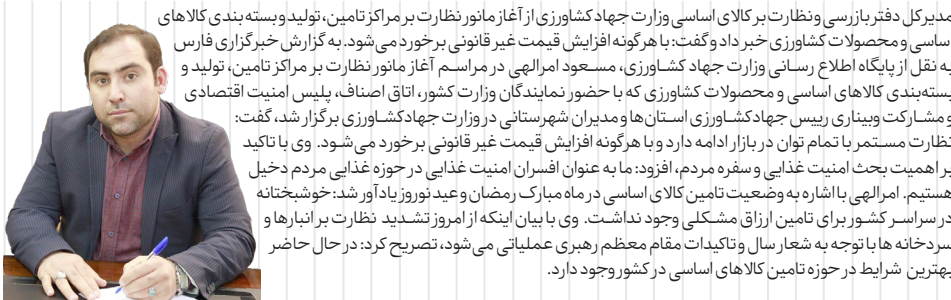 مدیرکل دفتر بازرسی و نظارت بر کالای اساسی وزارت جهاد کشاورزی از آغاز مانور نظارت بر مراکز تامین، تولید و بسته بندی کالاهای
اساسی و محصولات کشاورزی خبر داد و گفت: با هرگونه افزایش قیمت غیر قانونی برخورد می‌شود. به گزارش خبرگزاری فارس
به نقل از پایگاه اطلاع رسانی وزارت جهاد کشاورزی، مسعود امرالهی در مراسم آغاز مانور نظارت بر مراکز تامین، تولید و
بسته‌بندی کالاهای اساسی و محصولات کشاورزی که با حضور نمایندگان وزارت کشور، اتاق اصناف، پلیس امنیت اقتصادی
و مشارکت وبیناری رییس جهادکشاورزی استان‌ها و مدیران شهرستانی در وزارت جهادکشاورزی برگزار شد، گفت:
نظارت مستمر با تمام توان در بازار ادامه دارد و با هرگونه افزایش قیمت غیر قانونی برخورد می‌شود. وی با تاکید
بر اهمیت بحث امنیت غذایی و سفره مردم، افزود: ما به عنوان افسران امنیت غذایی در حوزه غذایی مردم دخیل
هستیم. امرالهی با اشاره به وضعیت تامین کالای اساسی در ماه مبارک رمضان و عید نوروز یادآور شد: خوشبختانه
در سراسر کشور برای تامین ارزاق مشکلی وجود نداشت. وی با بیان اینکه از امروز تشدید نظارت بر انبارها و
سردخانه ها با توجه به شعار سال و تاکیدات مقام معظم رهبری عملیاتی می‌شود، تصریح کرد: در حال حاضر
بهترین شرایط در حوزه تامین کالاهای اساسی در کشور وجود دارد.